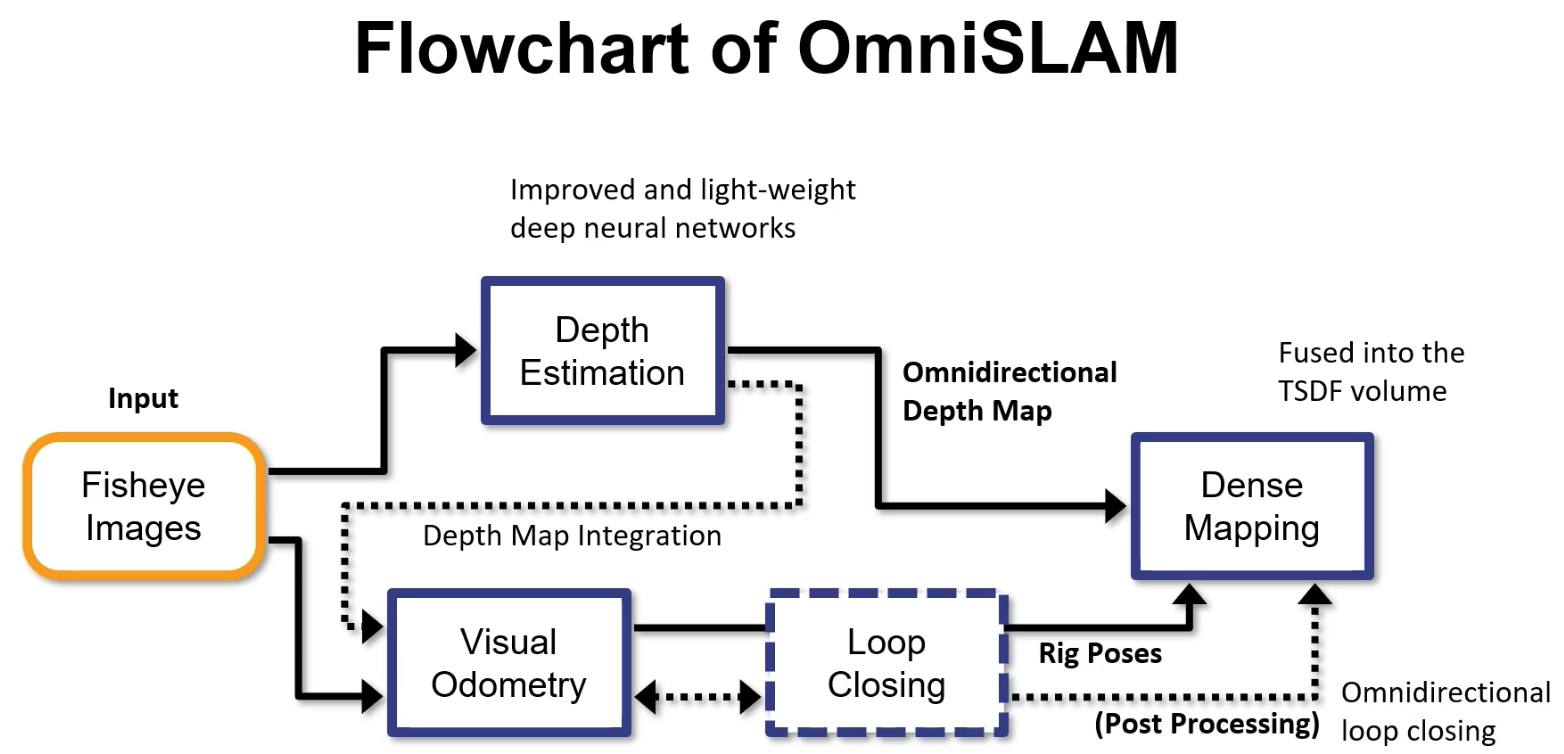 Flowchart of OmniSLAM
Improved and light-weight
deep neural networks
Depth
Estimation
Omnidirectional
Depth Map
Fused into the
TSDF volume
Input
Fisheye
Images
Dense
Mapping
Depth Map Integration
Visual
Odometry
Loop
Closing
Rig Poses
(Post Processing)
Omnidirectional
loop closing